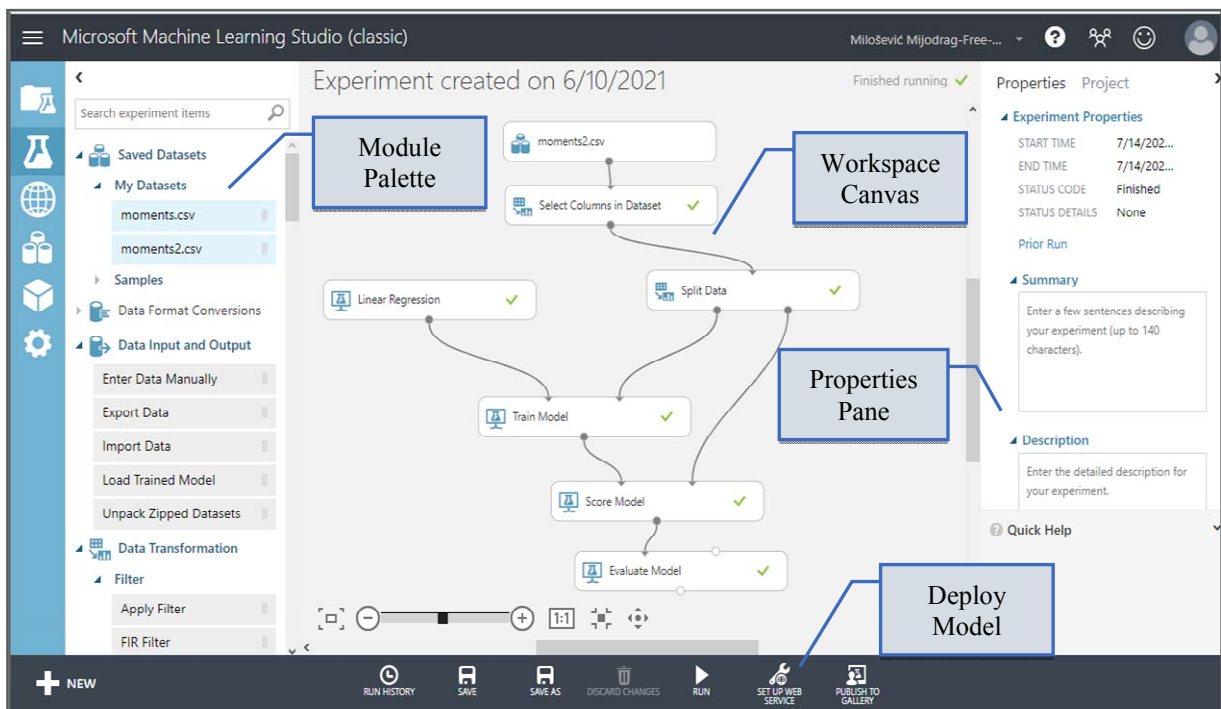 Microsoft Machine Learning Studio (classic)
Milošević Mijodrag-Free-...
?
Search experiment items
Saved Datasets
My Datasets
moments.csv
moments2.csv
Samples
Data Format Conversions
Data Input and Output
Enter Data Manually
Export Data
Import Data
Load Trained Model
Unpack Zipped Datasets
Data Transformation
Filter
Apply Filter
FIR Filter
Module
Palette
Experiment created on 6/10/2021
Finished running
moments2.csv
Select Columns in Dataset
Workspace
Canvas
Linear Regression
Split Data
Train Model
Score Model
Evaluate Model
1:1
Properties
Pane
Deploy
Model
Properties Project
Experiment Properties
START TIME 7/14/202...
END TIME 7/14/202...
STATUS CODE Finished
STATUS DETAILS None
Prior Run
Summary
Enter a few sentences describing
your experiment (up to 140
characters).
Description
Enter the detailed description for
your experiment.
? Quick Help
NEW
RUN HISTORY
SAVE
SAVE AS
DISCARD CHANGES
RUN
SET UP WEB
SERVICE
PUBLISH TO
GALLERY